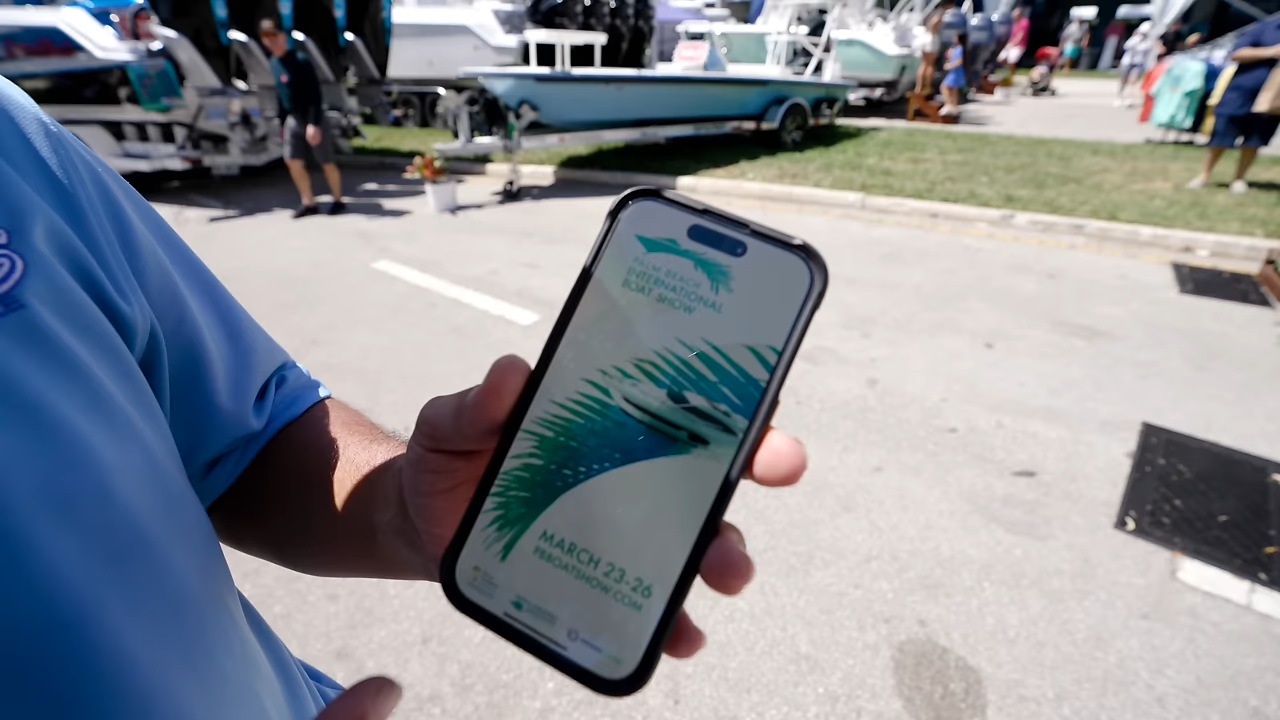 PALM BEACH
INTERNATIONAL
BOAT SHOW
MARCH 23-26
PBBOATSHOW.COM